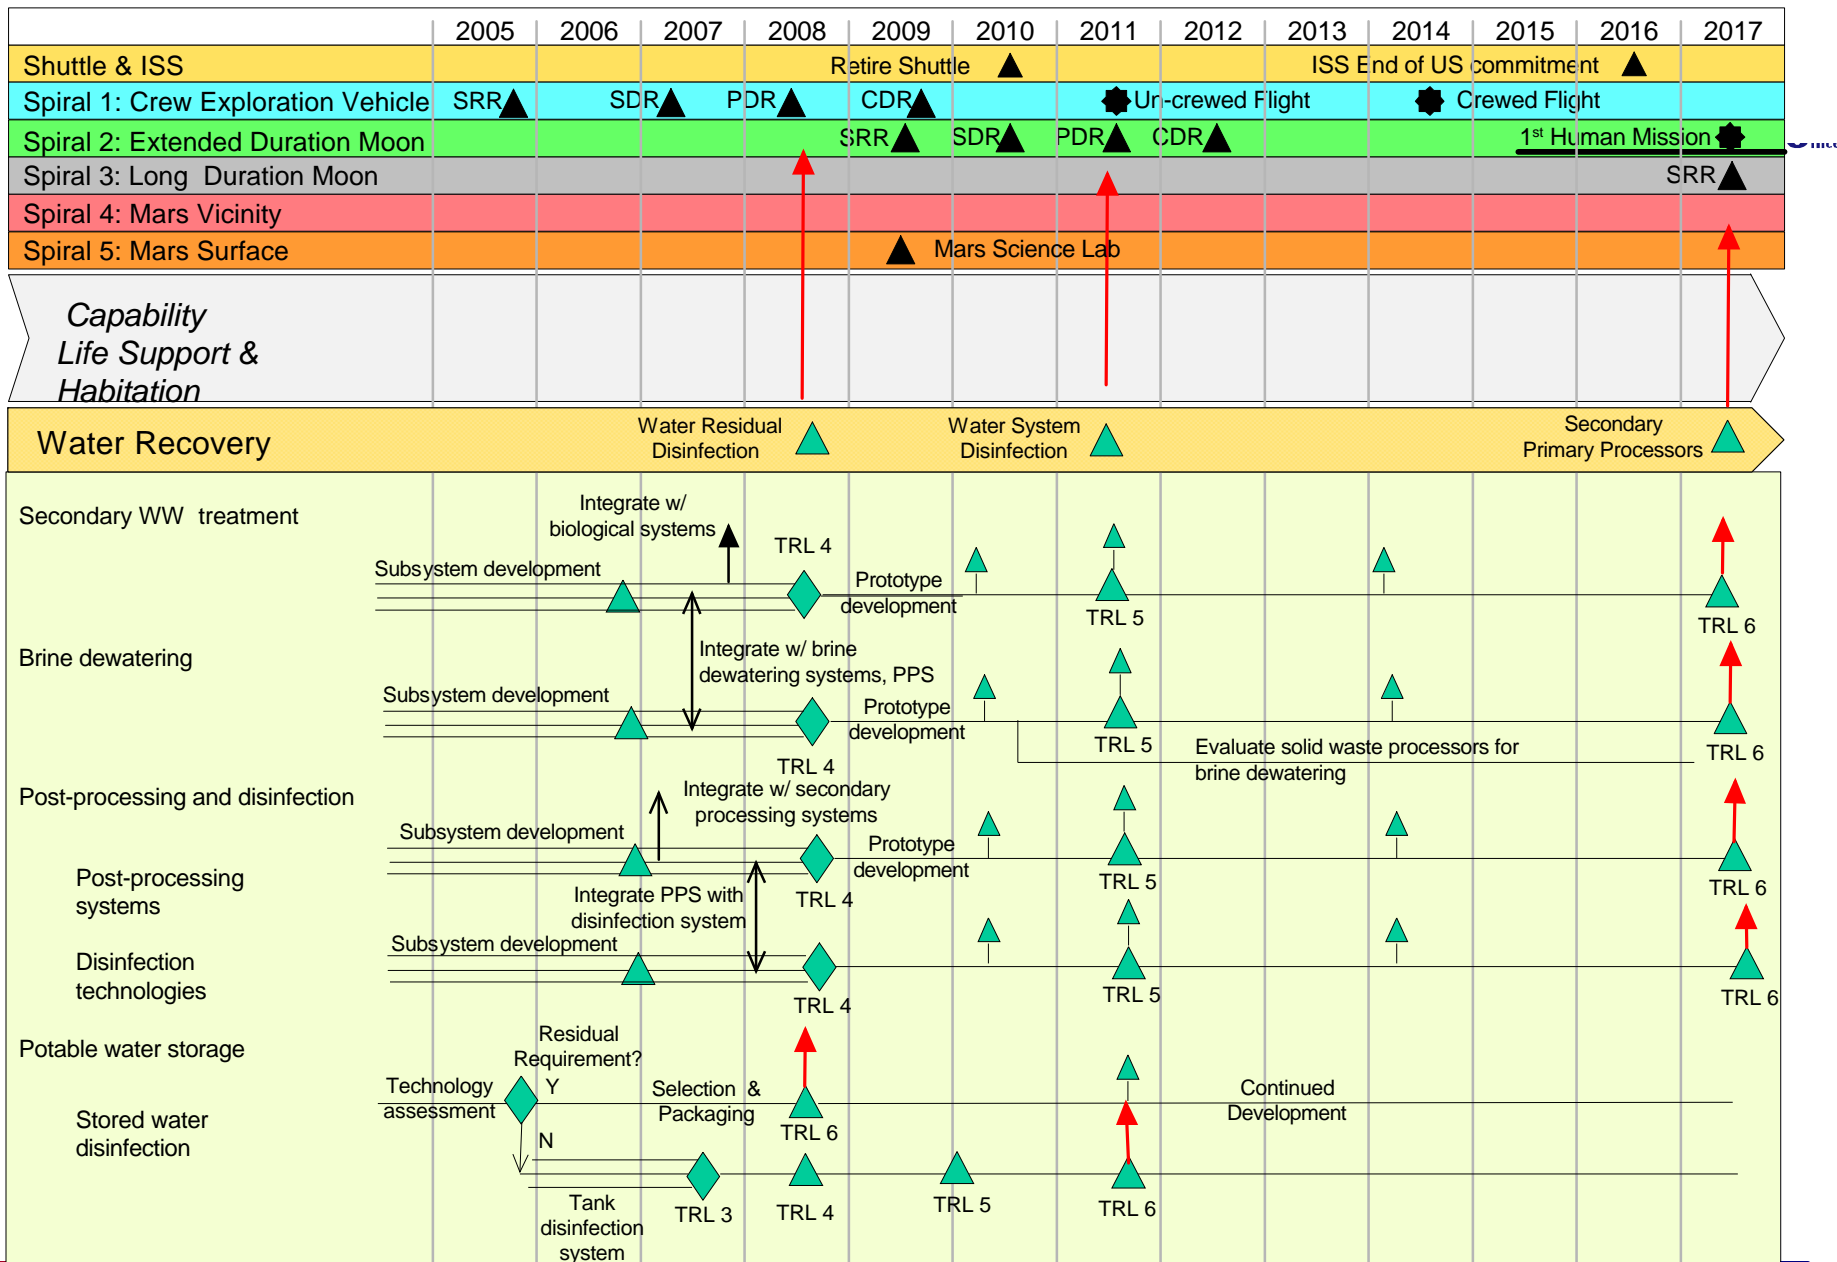 2005 2006 2007 2008 2009 2010 2011 2012 2013 2014 2015 2016 2017
Shuttle & ISS Retire Shuttle ISS End of US commitment
Spiral 1: Crew Exploration Vehicle SRR SDR PDR CDR Un-crewed Flight Crewed Flight
Spiral 2: Extended Duration Moon SRR SDR PDR CDR 1st Human Mission
Spiral 3: Long Duration Moon SRR
Spiral 4: Mars Vicinity
Spiral 5: Mars Surface Mars Science Lab
Capability
Life Support &
Habitation
Water Recovery
Water Residual
Disinfection
Water System
Disinfection
Secondary
Primary Processors
Secondary WW treatment
Integrate w/
biological systems
TRL 4
Subsystem development
Prototype
development
TRL 5
TRL 6
Brine dewatering
Integrate w/ brine
dewatering systems, PPS
Subsystem development
Prototype
development
TRL 5
TRL 6
Evaluate solid waste processors for
brine dewatering
TRL 4
Post-processing and disinfection
Integrate w/ secondary
processing systems
Subsystem development
Prototype
development
Post-processing
systems
TRL 4
TRL 5
TRL 6
Integrate PPS with
disinfection system
Subsystem development
Disinfection
technologies
TRL 4
TRL 5
TRL 6
Potable water storage
Residual
Requirement?
Technology
assessment
Y
Selection &
Packaging
Continued
Development
Stored water
disinfection
TRL 6
N
Tank
disinfection
system
TRL 3
TRL 4
TRL 5
TRL 6